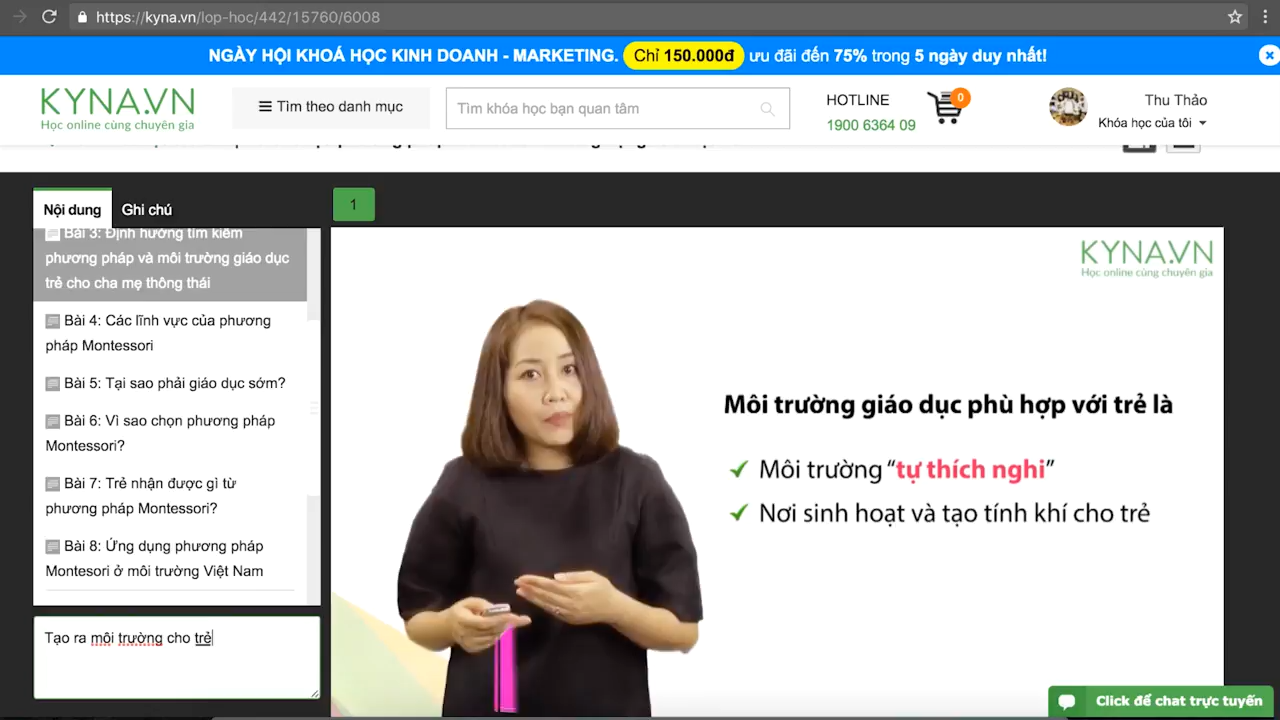 https://kyna.vn/lop-hoc/442/15760/6008
NGÀY HỘI KHOÁ HỌC KINH DOANH - MARKETING. Chỉ 150.000đ ưu đãi đến 75% trong 5 ngày duy nhất!
KYNA.VN
Học online cùng chuyên gia
Tìm theo danh mục
Tìm khóa học bạn quan tâm
HOTLINE
1900 6364 09
0
Thu Thảo
Khóa học của tôi
Nội dung
Ghi chú
1
Bài 3: Định hướng tìm kiếm
phương pháp và môi trường giáo dục
trẻ cho cha mẹ thông thái
Bài 4: Các lĩnh vực của phương
pháp Montessori
Bài 5: Tại sao phải giáo dục sớm?
Bài 6: Vì sao chọn phương pháp
Montessori?
Bài 7: Trẻ nhận được gì từ
phương pháp Montessori?
Bài 8: Ứng dụng phương pháp
Montesori ở môi trường Việt Nam
Tạo ra môi trường cho trẻ
KYNA.VN
Học online cùng chuyên gia
Môi trường giáo dục phù hợp với trẻ là
Môi trường “tự thích nghi”
Nơi sinh hoạt và tạo tính khí cho trẻ
Click để chat trực tuyến